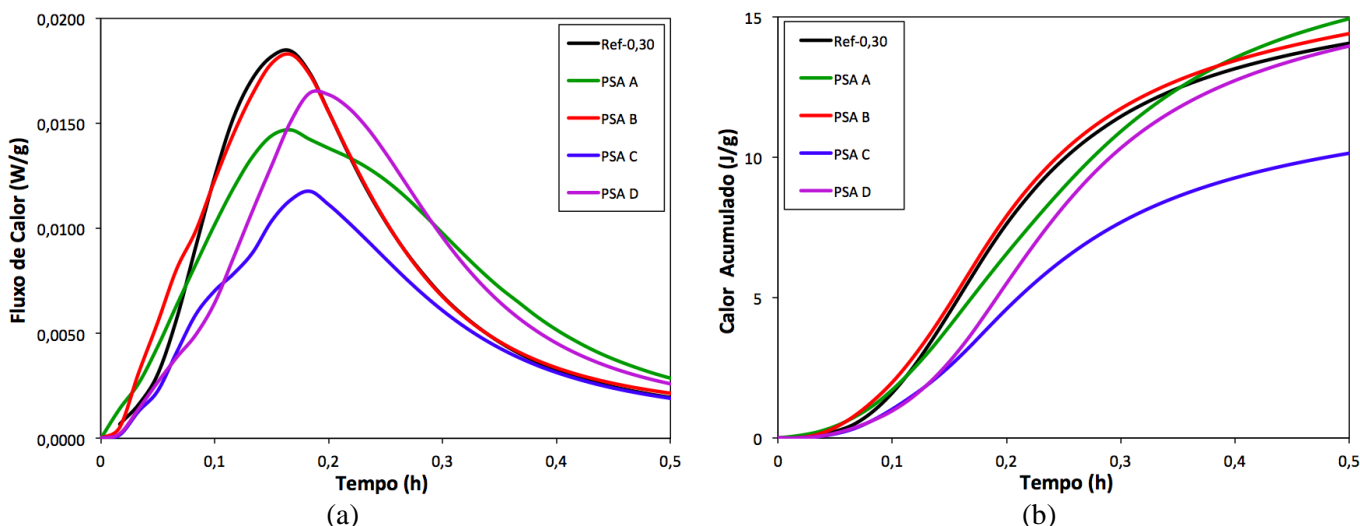 Fluxo de Calor (W/g)
0,0200
0,0150
0,0100
0,0050
0,0000
0
0,1
0,2
0,3
0,4
0,5
Tempo (h)
Ref-0,30
PSA A
PSA B
PSA C
PSA D
(a)
Calor Acumulado (J/g)
15
10
5
0
0
0,1
0,2
0,3
0,4
0,5
Tempo (h)
Ref-0,30
PSA A
PSA B
PSA C
PSA D
(b)